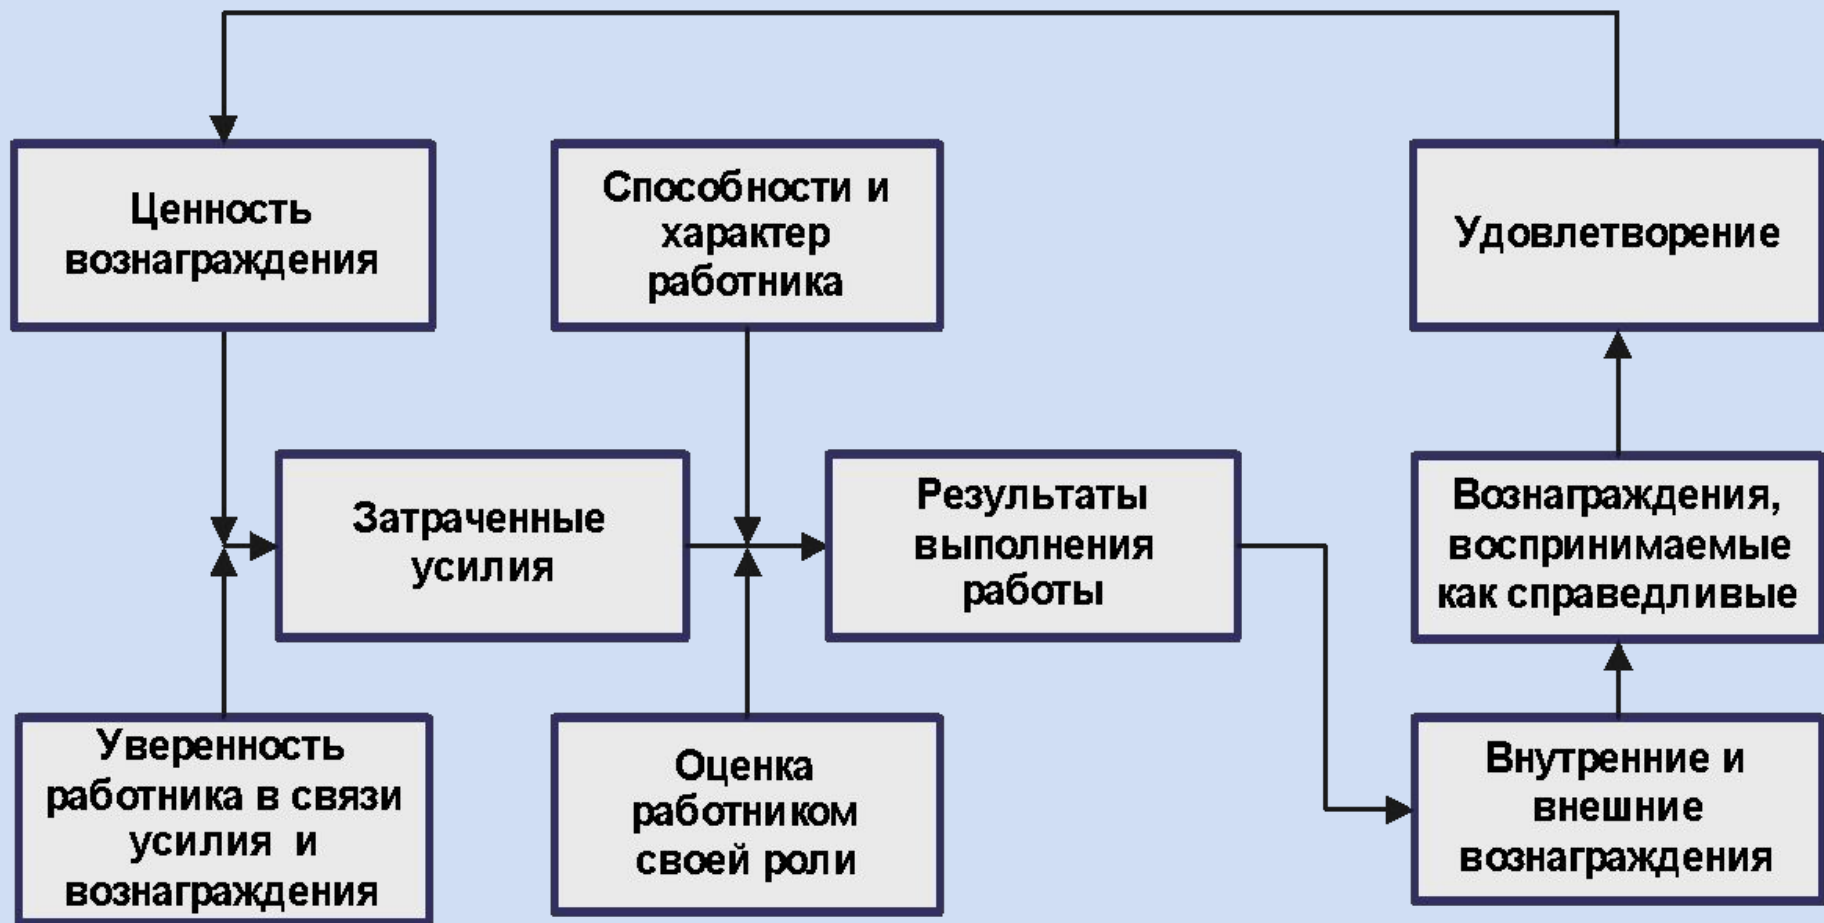 Ценность
вознаграждения
Способности и
характер
работника
Удовлетворение
Затраченные
усилия
Результаты
выполнения
работы
Вознаграждения,
воспринимаемые
как справедливые
Уверенность
работника в связи
усилия и
вознаграждения
Оценка
работником
своей роли
Внутренние и
внешние
вознаграждения